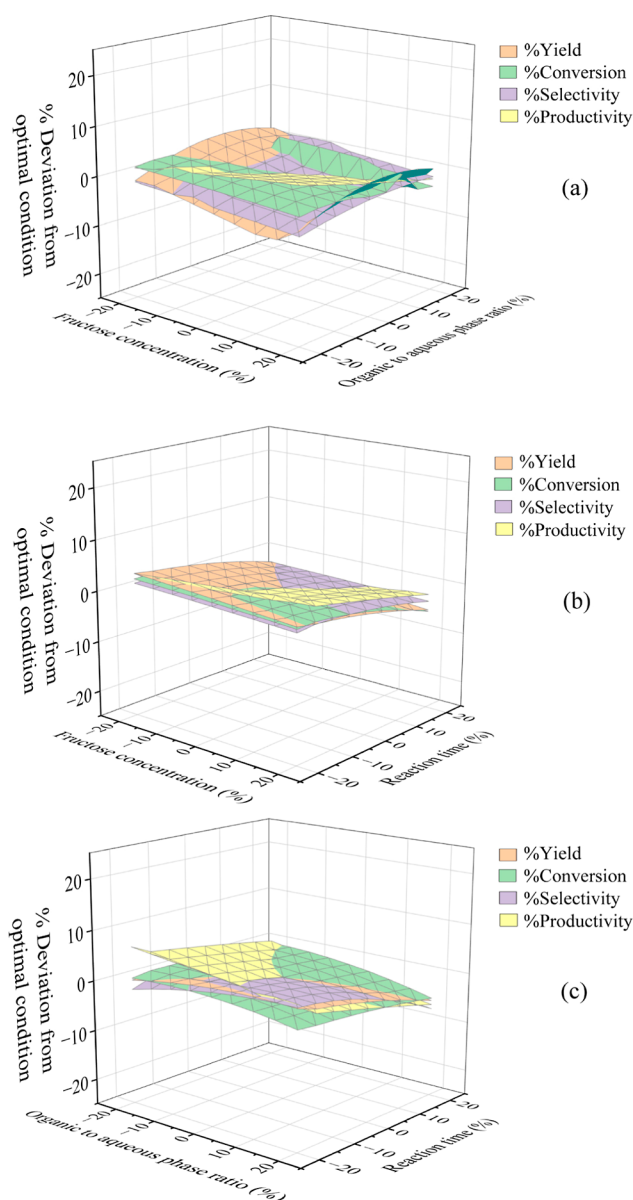 %Yield
%Conversion
%Selectivity
%Productivity
20
10
0
−10
−20
% Deviation from
optimal condition
(a)
−20
−10
0
10
20
Fructose concentration (%)
−20
−10
0
10
20
Organic to aqueous phase ratio (%)
%Yield
%Conversion
%Selectivity
%Productivity
20
10
0
−10
−20
% Deviation from
optimal condition
(b)
−20
−10
0
10
20
Fructose concentration (%)
−20
−10
0
10
20
Reaction time (%)
%Yield
%Conversion
%Selectivity
%Productivity
20
10
0
−10
−20
% Deviation from
optimal condition
(c)
−20
−10
0
10
20
Organic to aqueous phase ratio (%)
−20
−10
0
10
20
Reaction time (%)